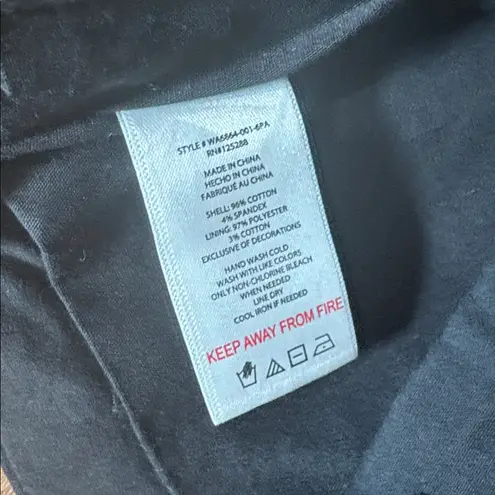 STYLE # WA6864-001-6PA
RN#125288
MADE IN CHINA
HECHO IN CHINA
FABRIQUÉ AU CHINA
SHELL: 96% COTTON
4% SPANDEX
LINING: 97% POLYESTER
3% COTTON
EXCLUSIVE OF DECORATIONS
HAND WASH COLD
WASH WITH LIKE COLORS
ONLY NON-CHLORINE BLEACH
WHEN NEEDED
LINE DRY
COOL IRON IF NEEDED
KEEP AWAY FROM FIRE